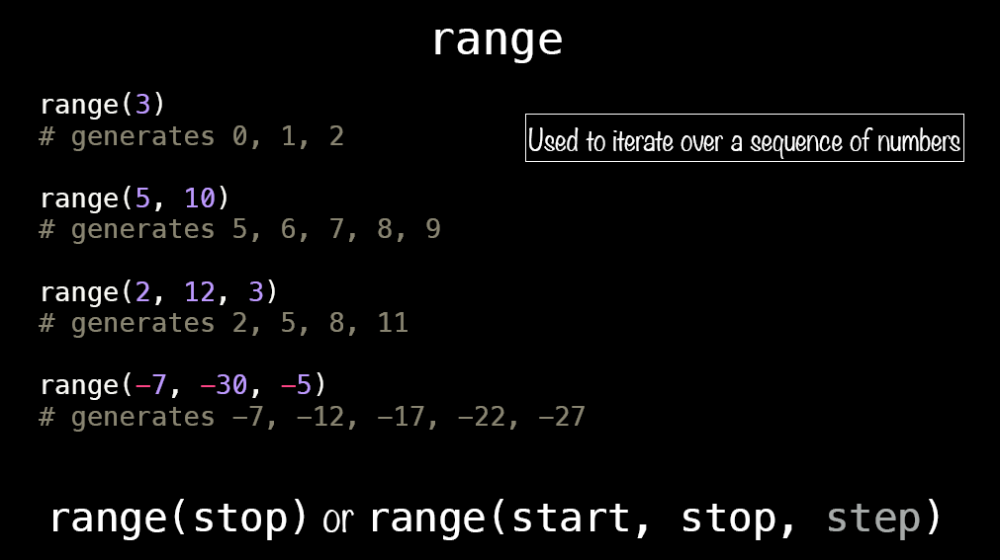 range
range(3)
# generates 0, 1, 2
Used to iterate over a sequence of numbers
range(5, 10)
# generates 5, 6, 7, 8, 9
range(2, 12, 3)
# generates 2, 5, 8, 11
range(−7, −30, −5)
# generates −7, −12, −17, −22, −27
range(stop) or range(start, stop, step)